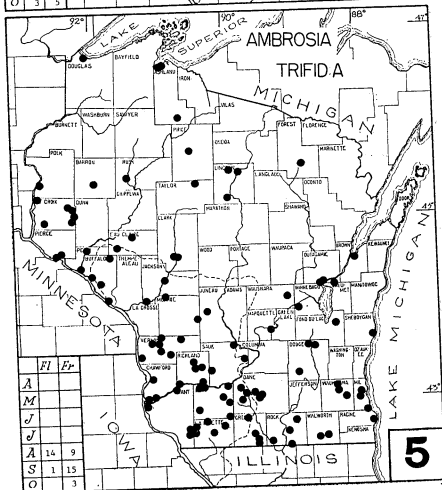 O 3 5
92°
90°
88°
47°
LAKE SUPERIOR
AMBROSIA
TRIFIDA
MICHIGAN
DOUGLAS
BAYFIELD
ASHLAND
IRON
VILAS
WASHBURN
SAWYER
BURNETT
PRICE
ONEIDA
FOREST
FLORENCE
MARINETTE
POLK
BARRON
RUSK
LINCOLN
LANGLADE
OCONTO
TAYLOR
CHIPPEWA
ST CROIX
DUNN
MARATHON
SHAWANO
DOOR
45°
PIERCE
CLARK
EAU CLAIRE
PEPIN
BUFFALO
TREMPEALEAU
JACKSON
WOOD
PORTAGE
WAUPACA
OUTAGAMIE
BROWN
KEWAUNEE
MINNESOTA
LA CROSSE
MONROE
JUNEAU
ADAMS
WAUSHARA
WINNEBAGO
MANITOWOC
MARQUETTE
GREEN LAKE
FOND DU LAC
SHEBOYGAN
VERNON
SAUK
COLUMBIA
DODGE
WASHINGTON
OZAUKEE
RICHLAND
CRAWFORD
DANE
JEFFERSON
WAUKESHA
MIL
43°
GRANT
LAFAYETTE
GREEN
ROCK
WALWORTH
RACINE
KENOSHA
LAKE MICHIGAN
IOWA
ILLINOIS
5
Fl Fr
A
M
J
J
A 14 9
S 1 15
O 3